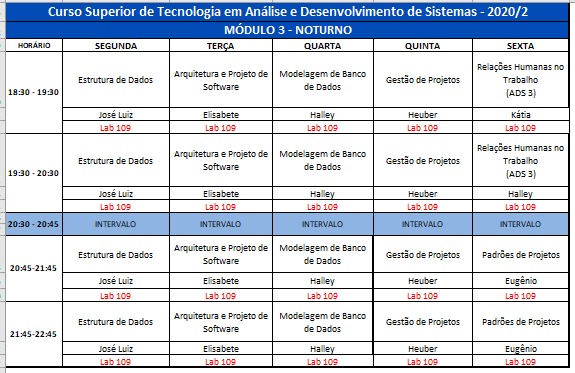 Curso Superior de Tecnologia em Análise e Desenvolvimento de Sistemas - 2020/2
MÓDULO 3 - NOTURNO
HORÁRIO SEGUNDA TERÇA QUARTA QUINTA SEXTA
18:30 - 19:30 Estrutura de Dados Arquitetura e Projeto de Software Modelagem de Banco de Dados Gestão de Projetos Relações Humanas no Trabalho (ADS 3)
José Luiz Elisabete Halley Heuber Kátia
Lab 109 Lab 109 Lab 109 Lab 109 Lab 109
19:30 - 20:30 Estrutura de Dados Arquitetura e Projeto de Software Modelagem de Banco de Dados Gestão de Projetos Relações Humanas no Trabalho (ADS 3)
José Luiz Elisabete Halley Heuber Halley
Lab 109 Lab 109 Lab 109 Lab 109 Lab 109
20:30 - 20:45 INTERVALO INTERVALO INTERVALO INTERVALO INTERVALO
20:45-21:45 Estrutura de Dados Arquitetura e Projeto de Software Modelagem de Banco de Dados Gestão de Projetos Padrões de Projetos
José Luiz Elisabete Halley Heuber Eugênio
Lab 109 Lab 109 Lab 109 Lab 109 Lab 109
21:45-22:45 Estrutura de Dados Arquitetura e Projeto de Software Modelagem de Banco de Dados Gestão de Projetos Padrões de Projetos
José Luiz Elisabete Halley Heuber Eugênio
Lab 109 Lab 109 Lab 109 Lab 109 Lab 109